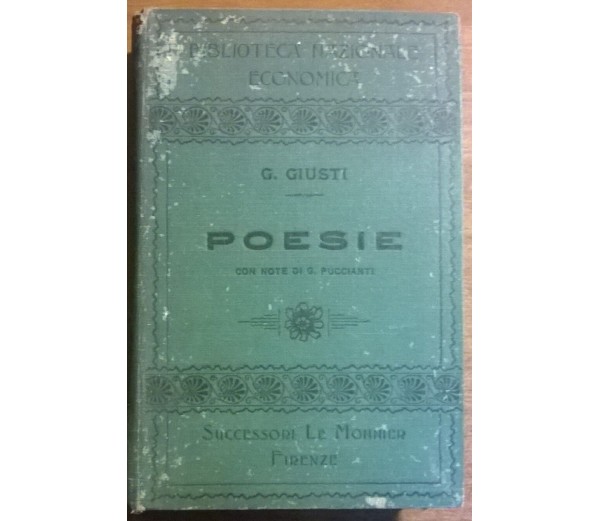 BIBLIOTECA NAZIONALE
ECONOMICA
G. GIUSTI
POESIE
CON NOTE DI G. PUCCIANTI
SUCCESSORI LE MONNIER
FIRENZE